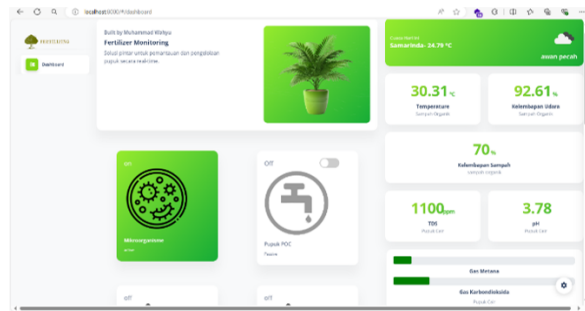 localhost:8080/#/dashboard
Dashboard
Built by Muhammad Wahyu
Fertilizer Monitoring
Solusi pintar untuk pemantauan dan pengelolaan
pupuk secara realtime.
Samarinda- 24.79 °C
awan pecah
30.31 °C
Temperature
Sampah Organik
92.61%
Kelembapan Udara
Sampah Organik
70%
Kelembapan Sampah
Sampah Organik
off
Microorganisme
Off
Pupuk POC
1100ppm
TDS
Pupuk Cair
3.78
pH
Pupuk Cair
Gas Metana
Gas Karbondioksida
Pupuk Cair
off
off